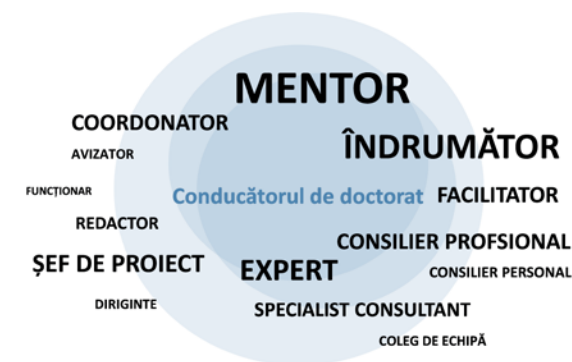 MENTOR
COORDONATOR
ÎNDRUMĂTOR
AVIZATOR
FUNCȚIONAR
Conducătorul de doctorat FACILITATOR
REDACTOR
CONSILIER PROFSIONAL
ȘEF DE PROIECT
EXPERT
CONSILIER PERSONAL
DIRIGINTE
SPECIALIST CONSULTANT
COLEG DE ECHIPĂ